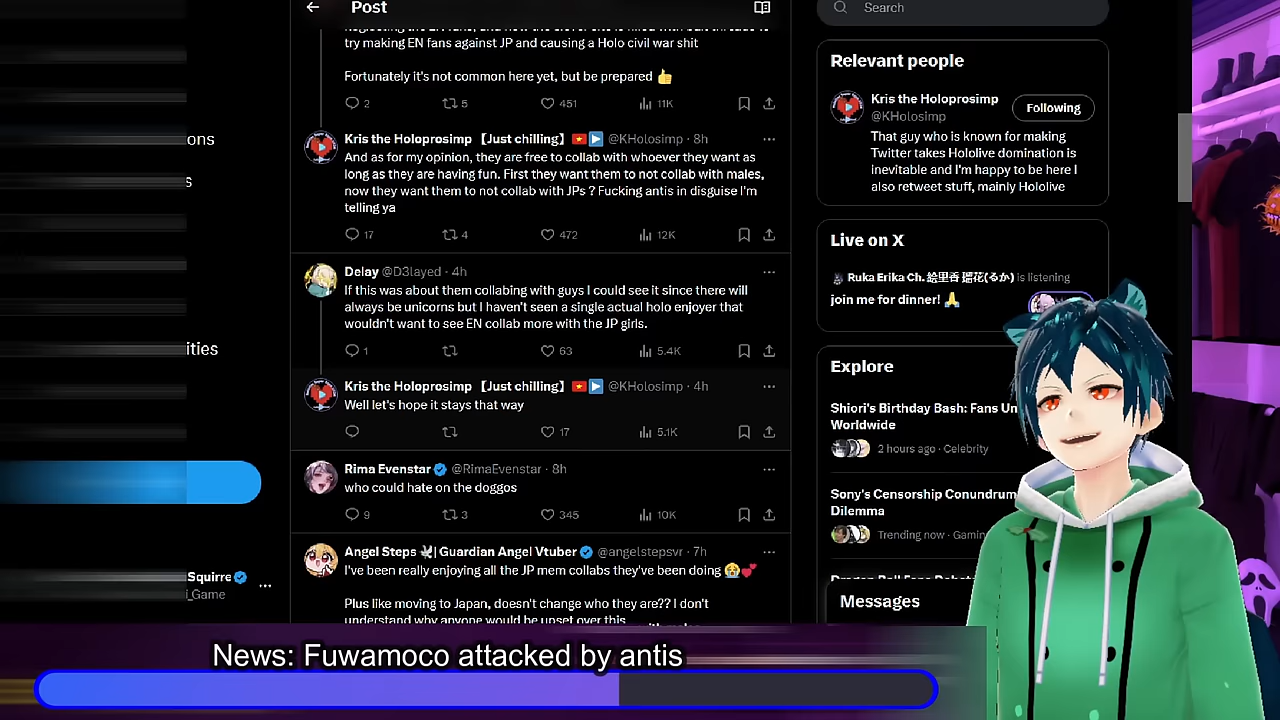 Post
Search
try making EN fans against JP and causing a Holo civil war shit
Fortunately it's not common here yet, but be prepared 👍
2 5 451 11K
ons
s
ities
Squirre
i_Game
Kris the Holoprosimp 【Just chilling】 🇻🇳▶️ @KHolosimp · 8h
And as for my opinion, they are free to collab with whoever they want as
long as they are having fun. First they want them to not collab with males,
now they want them to not collab with JPs ? Fucking antis in disguise I'm
telling ya
17 4 472 12K
Delay @D3layed · 4h
If this was about them collabing with guys I could see it since there will
always be unicorns but I haven't seen a single actual holo enjoyer that
wouldn't want to see EN collab more with the JP girls.
1 63 5.4K
Kris the Holoprosimp 【Just chilling】 🇻🇳▶️ @KHolosimp · 4h
Well let's hope it stays that way
17 5.1K
Rima Evenstar @RimaEvenstar · 8h
who could hate on the doggos
9 3 345 10K
Angel Steps 🕊️| Guardian Angel Vtuber @angelstepsvr · 7h
I've been really enjoying all the JP mem collabs they've been doing 😭💕
Plus like moving to Japan, doesn't change who they are?? I don't
understand why anyone would be upset over this
Relevant people
Kris the Holoprosimp
@KHolosimp
Following
That guy who is known for making
Twitter takes Hololive domination is
inevitable and I'm happy to be here I
also retweet stuff, mainly Hololive
Live on X
Ruka Erika Ch. 絵里香 瑠花(るか) is listening
join me for dinner! 🙏
Explore
Shiori's Birthday Bash: Fans Un
Worldwide
2 hours ago · Celebrity
Sony's Censorship Conundrum
Dilemma
Trending now · Gamin
Messages
News: Fuwamoco attacked by antis